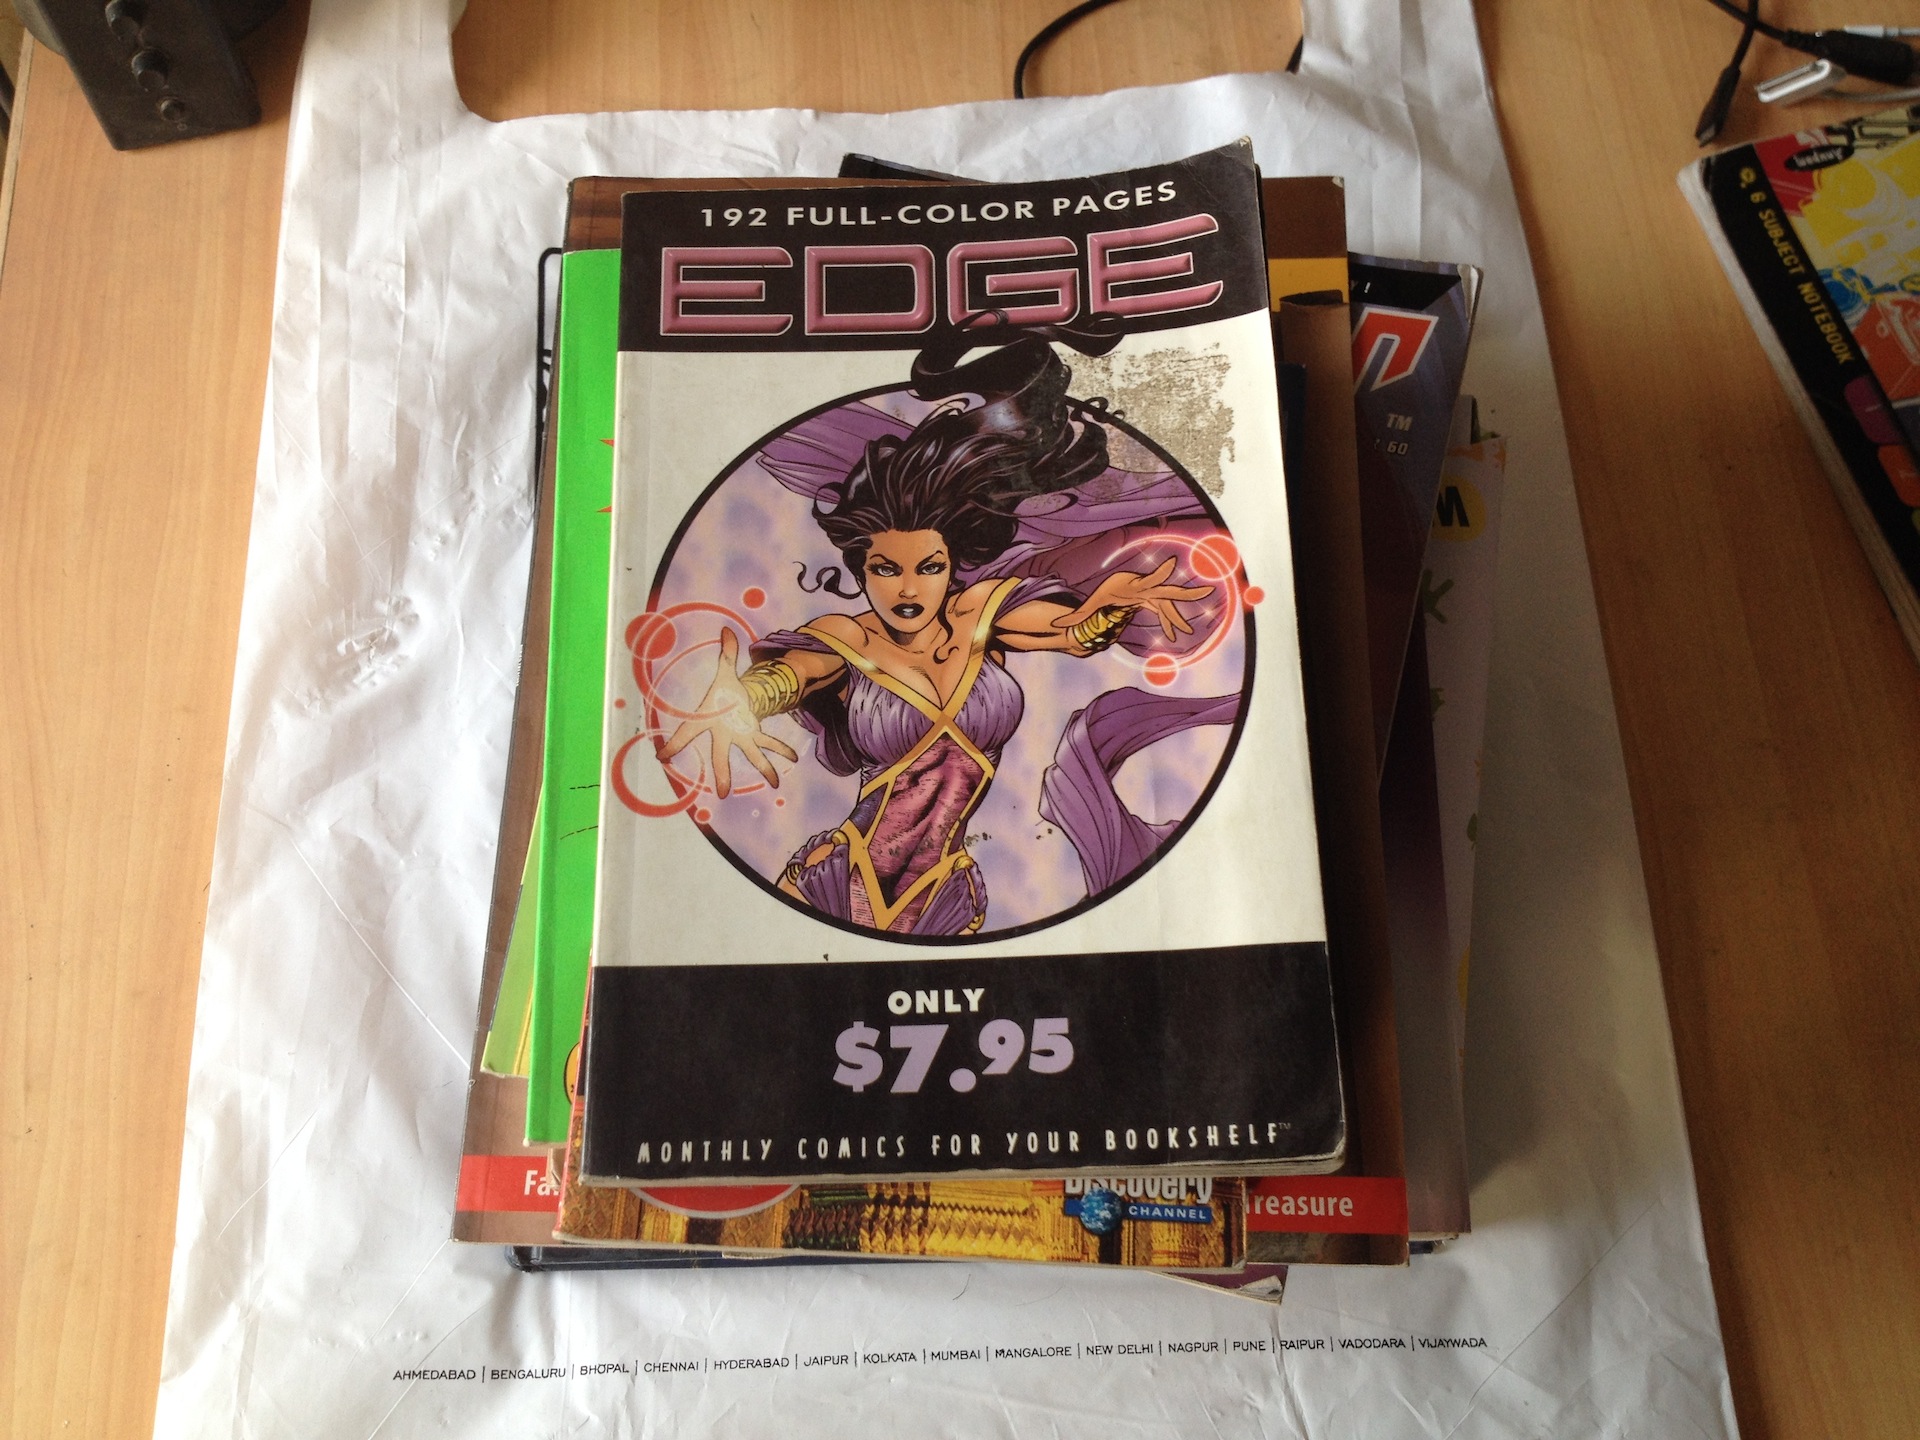 192 FULL-COLOR PAGES
EDGE
ONLY
$7.95
MONTHLY COMICS FOR YOUR BOOKSHELF™
TM
60
Discovery
CHANNEL
Treasure
6 SUBJECT NOTEBOOK
AHMEDABAD | BENGALURU | BHOPAL | CHENNAI | HYDERABAD | JAIPUR | KOLKATA | MUMBAI | MANGALORE | NEW DELHI | NAGPUR | PUNE | RAIPUR | VADODARA | VIJAYWADA